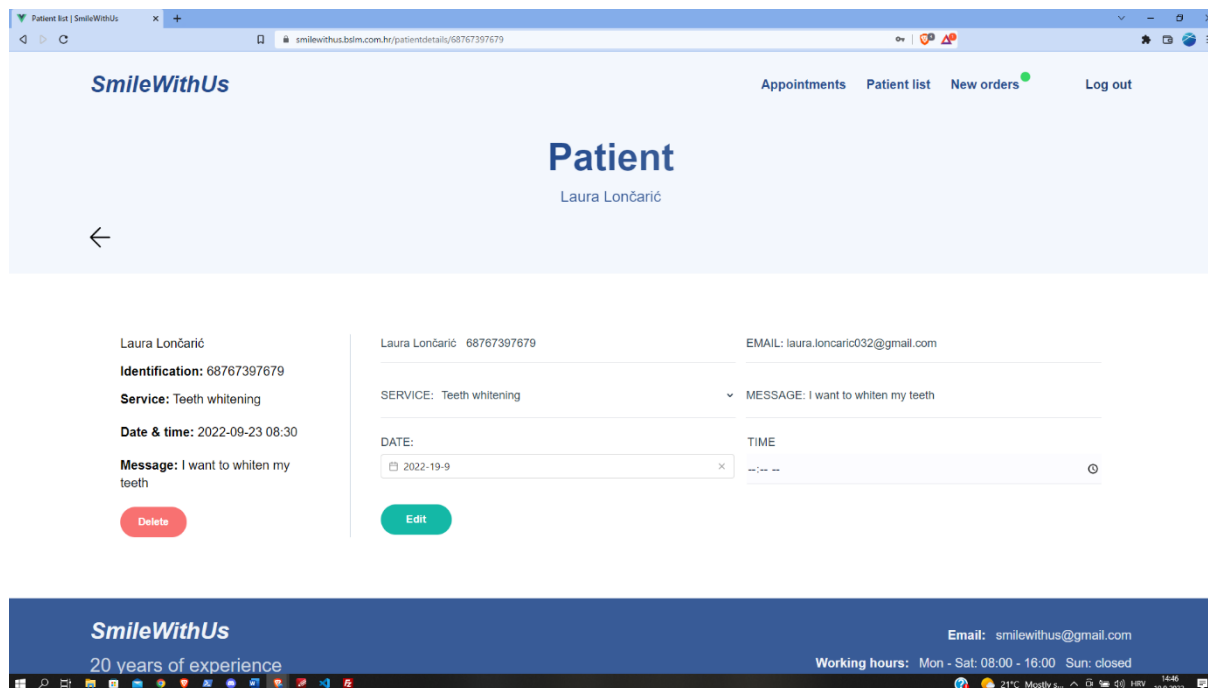 Patient list | SmileWithUs
smilewithus.bslm.com.hr/patientdetails/68767397679
SmileWithUs
Appointments Patient list New orders Log out
Patient
Laura Lončarić
Laura Lončarić
Identification: 68767397679
Service: Teeth whitening
Date & time: 2022-09-23 08:30
Message: I want to whiten my
teeth
Delete
Laura Lončarić 68767397679
EMAIL: laura.loncaric032@gmail.com
SERVICE: Teeth whitening
MESSAGE: I want to whiten my teeth
DATE:
2022-19-9
TIME
--:-- --
Edit
SmileWithUs
20 years of experience
Email: smilewithus@gmail.com
Working hours: Mon - Sat: 08:00 - 16:00 Sun: closed
21°C Mostly s... HRV 14:46